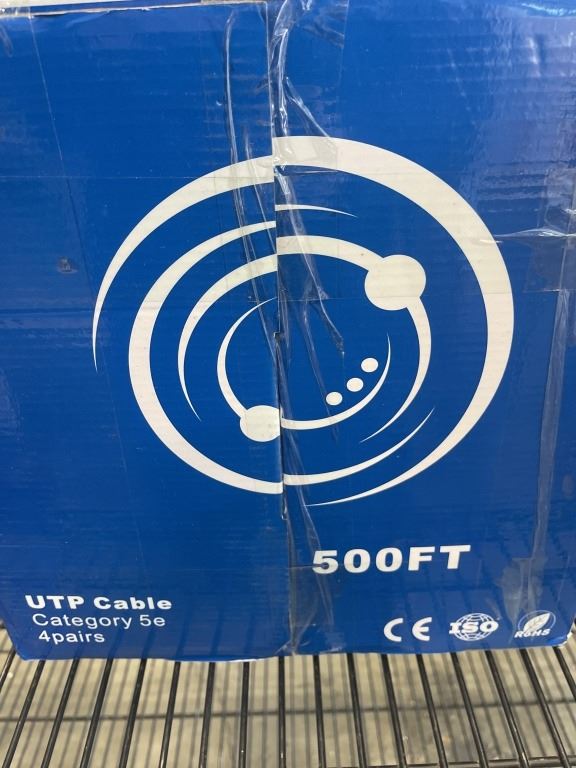 500FT
UTP Cable
Category 5e
4pairs
CE ISO RoHS